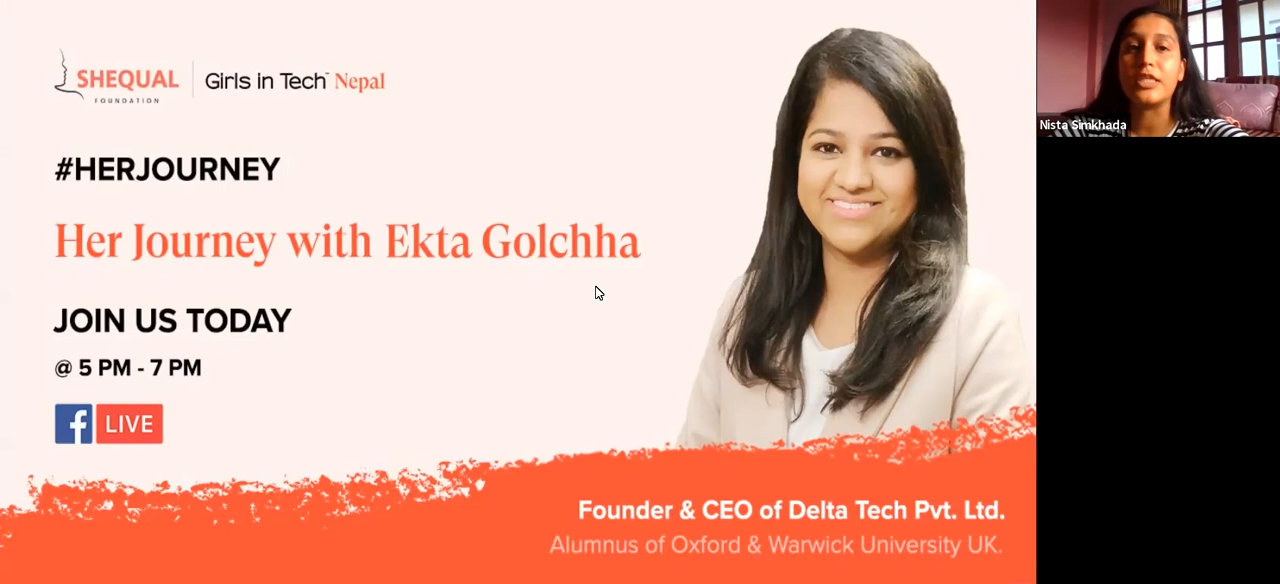 SHEQUAL
FOUNDATION
Girls in Tech™ Nepal
#HERJOURNEY
Her Journey with Ekta Golchha
JOIN US TODAY
@ 5 PM - 7 PM
f LIVE
Founder & CEO of Delta Tech Pvt. Ltd.
Alumnus of Oxford & Warwick University UK.
Nista Simkhada